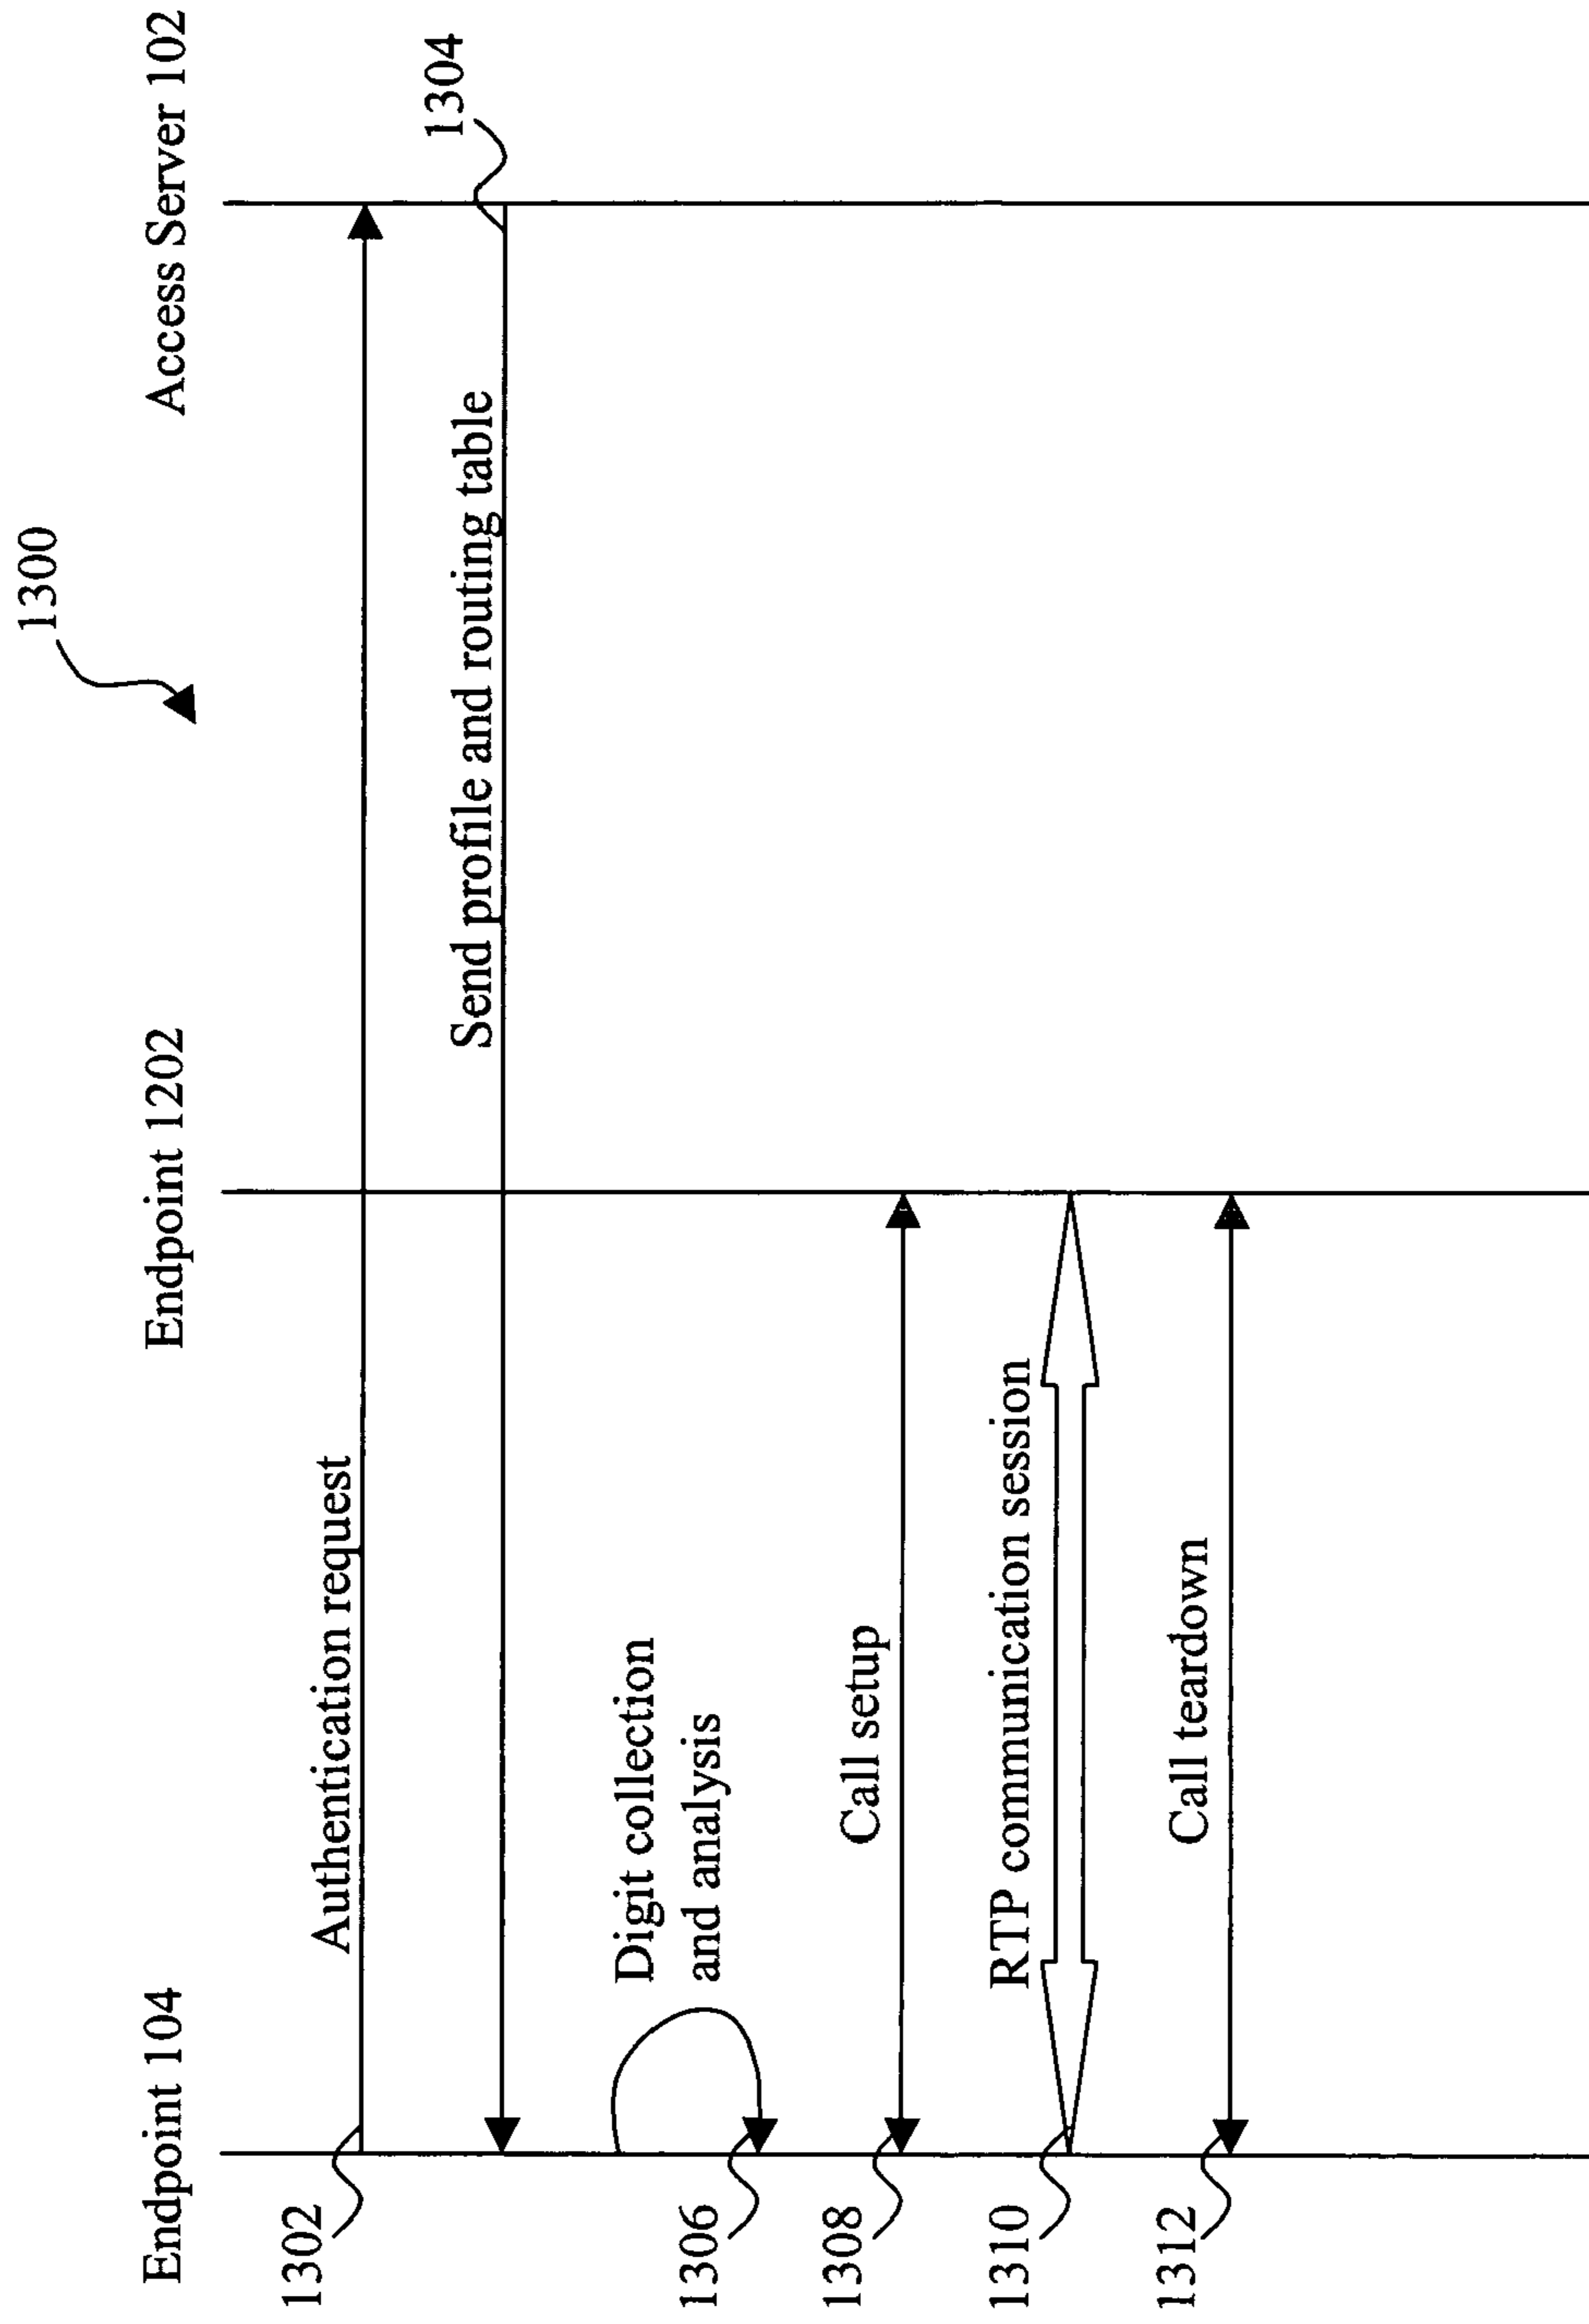 1300
Endpoint 104
Endpoint 1202
Access Server 102
1302
Authentication request
1304
Send profile and routing table
Digit collection
and analysis
1306
Call setup
1308
RTP communication session
1310
Call teardown
1312